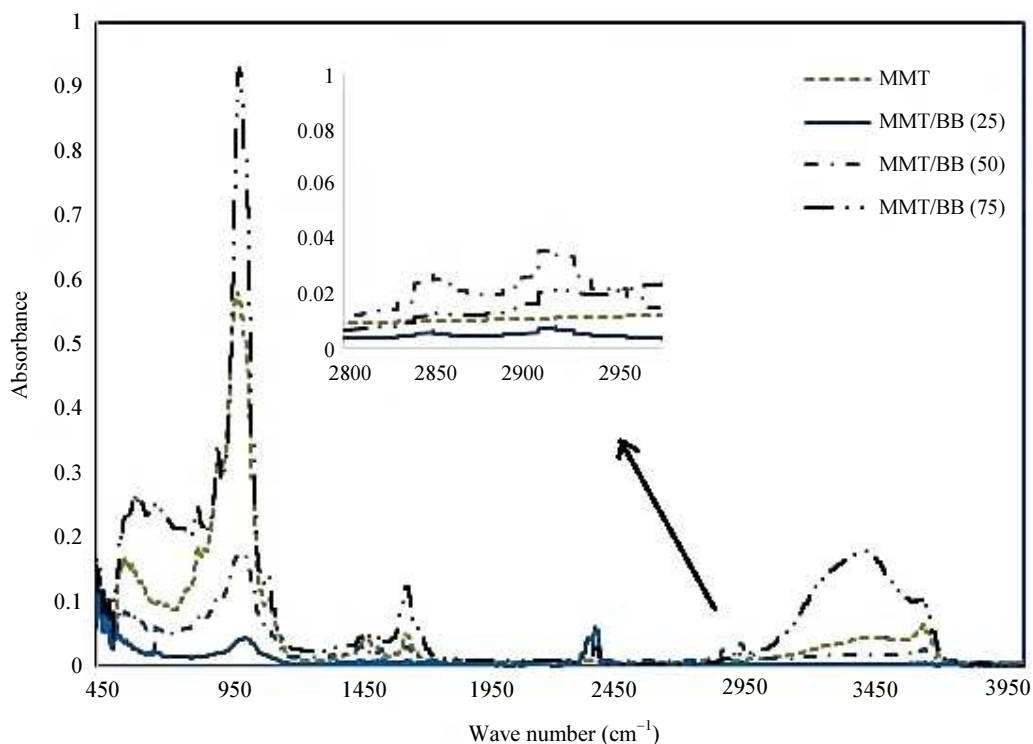 1
0.9
0.8
0.7
0.6
0.5
0.4
0.3
0.2
0.1
0
Absorbance
450 950 1450 1950 2450 2950 3450 3950
Wave number (cm⁻¹)
1
0.08
0.06
0.04
0.02
0
2800 2850 2900 2950
MMT
MMT/BB (25)
MMT/BB (50)
MMT/BB (75)